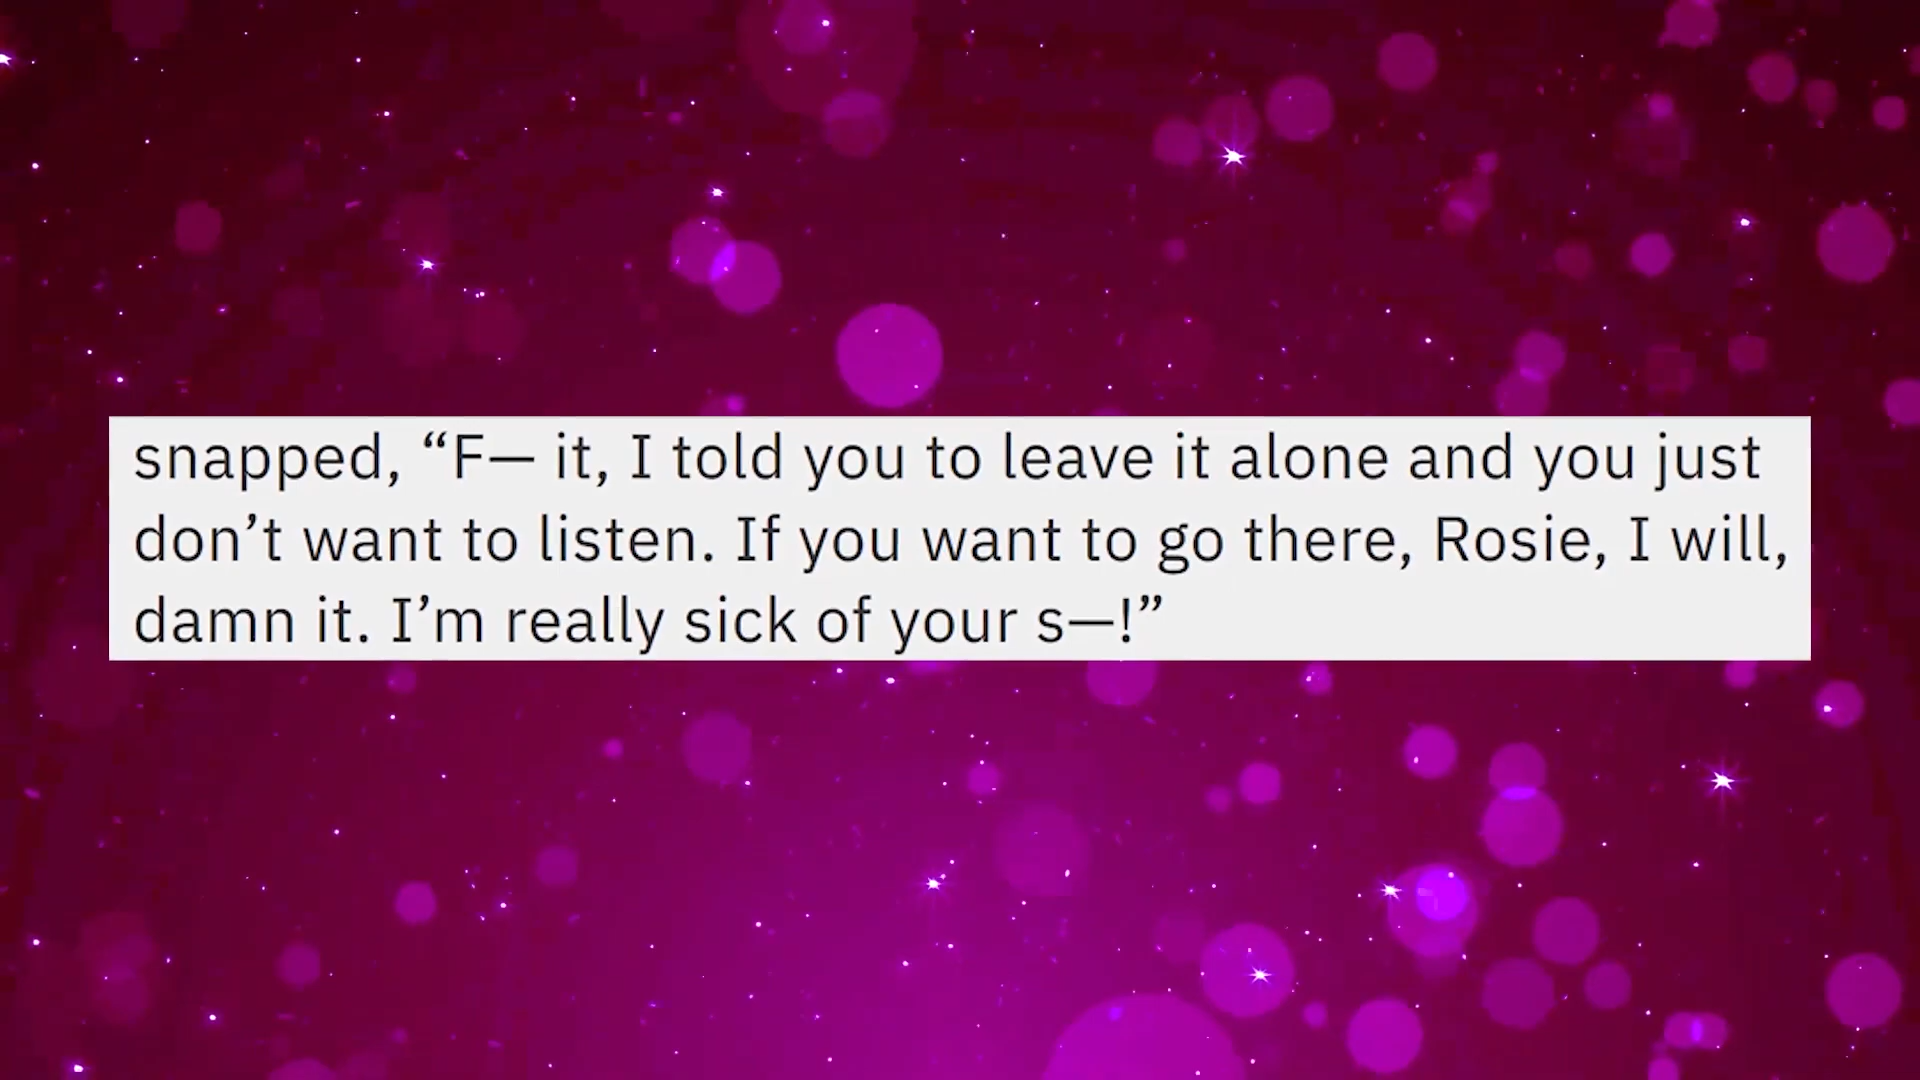 snapped, “F— it, I told you to leave it alone and you just
don’t want to listen. If you want to go there, Rosie, I will,
damn it. I’m really sick of your s—!”